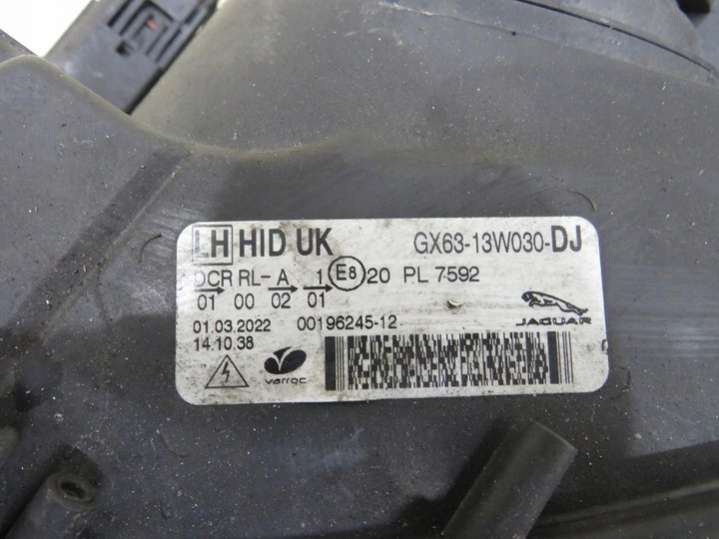 LH HID UK GX63-13W030-DJ
DCR RL- A 1 E8 20 PL 7592
01 00 02 01
01.03.2022 00196245-12
14.10.38
JAGUAR
varroc